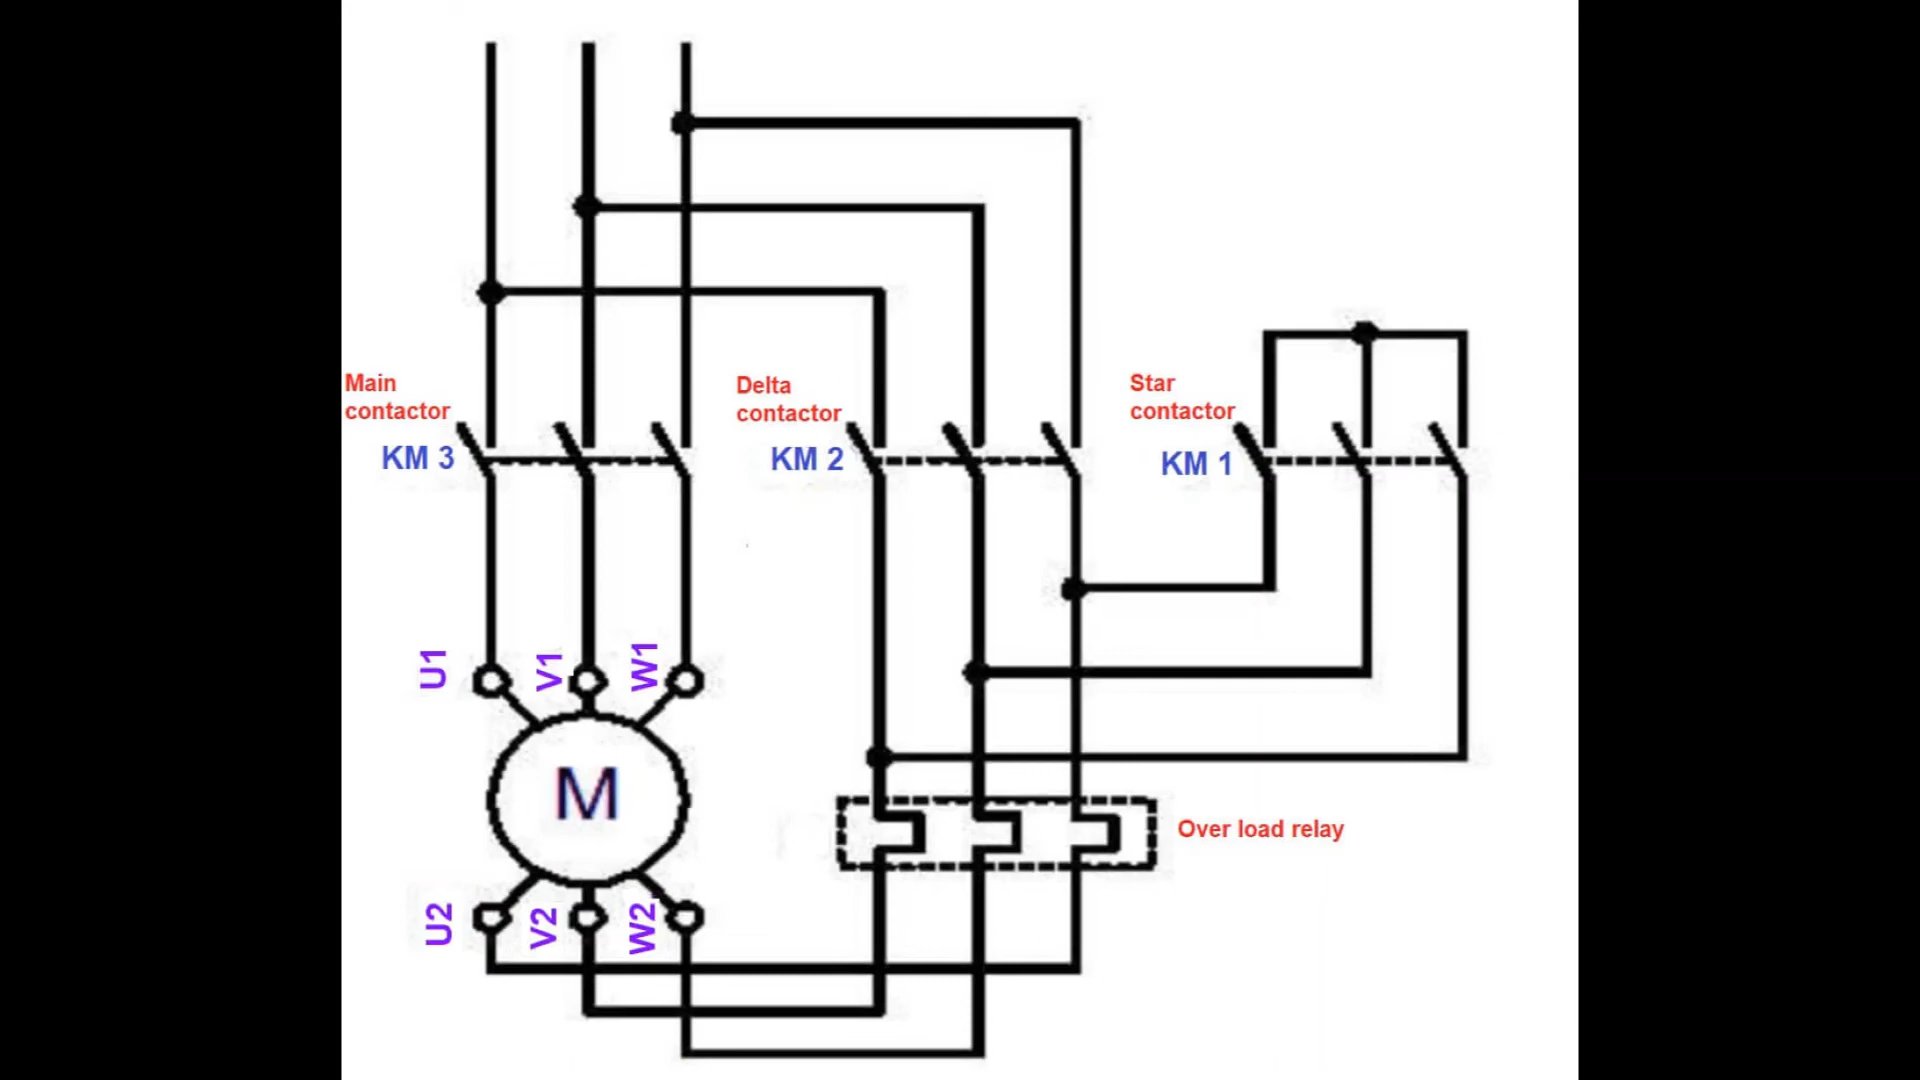 Main
contactor
KM 3
Delta
contactor
KM 2
Star
contactor
KM 1
U1
V1
W1
M
Over load relay
U2
V2
W2